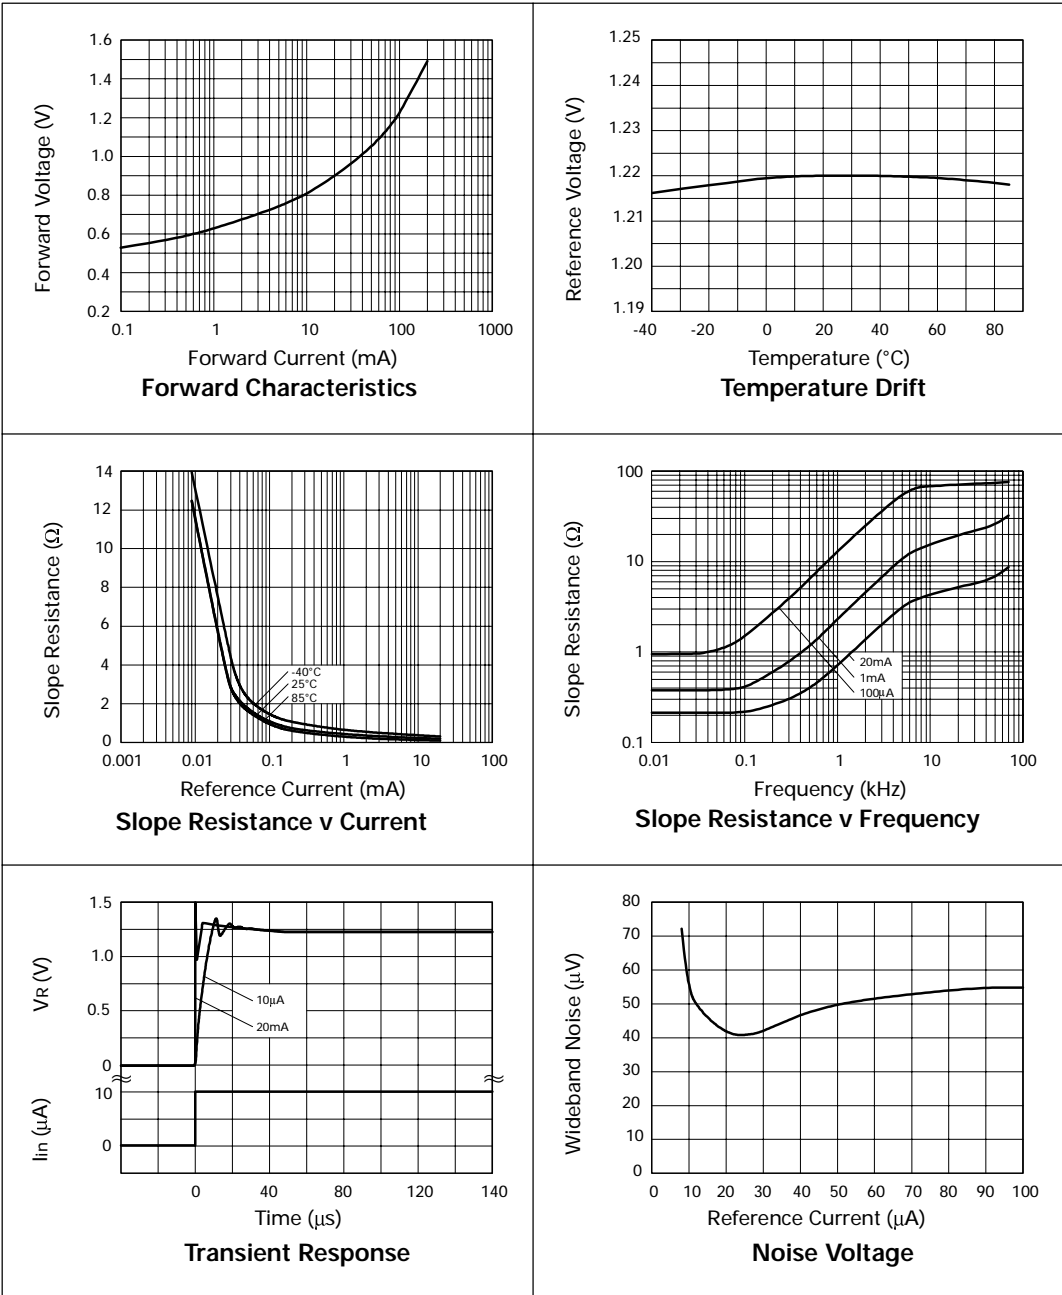 1.6
1.4
1.2
1.0
0.8
0.6
0.4
0.2
Forward Voltage (V)
0.1 1 10 100 1000
Forward Current (mA)
Forward Characteristics
1.25
1.24
1.23
1.22
1.21
1.20
1.19
Reference Voltage (V)
-40 -20 0 20 40 60 80
Temperature (°C)
Temperature Drift
14
12
10
8
6
4
2
0
Slope Resistance (Ω)
-40°C
25°C
85°C
0.001 0.01 0.1 1 10 100
Reference Current (mA)
Slope Resistance v Current
100
10
1
0.1
Slope Resistance (Ω)
20mA
1mA
100µA
0.01 0.1 1 10 100
Frequency (kHz)
Slope Resistance v Frequency
1.5
1.0
0.5
0
VR (V)
10µA
20mA
10
0
Iin (µA)
0 40 80 120 140
Time (µs)
Transient Response
80
70
60
50
40
30
20
10
0
Wideband Noise (µV)
0 10 20 30 40 50 60 70 80 90 100
Reference Current (µA)
Noise Voltage